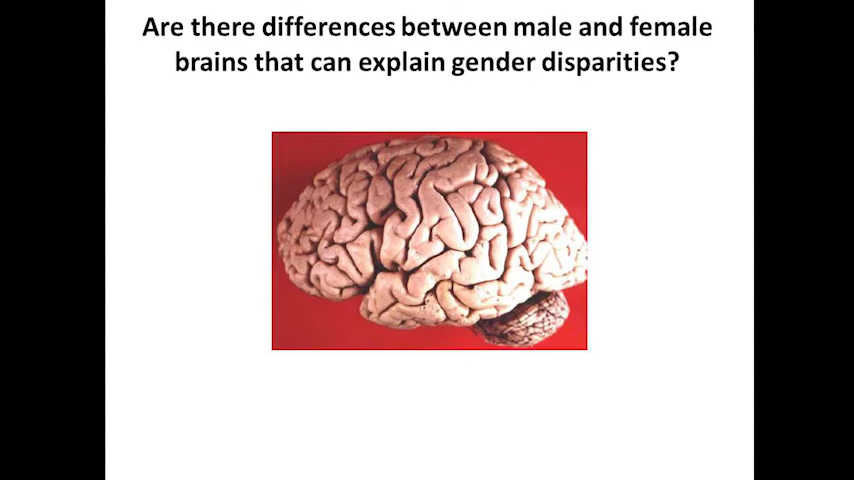 Are there differences between male and female
brains that can explain gender disparities?